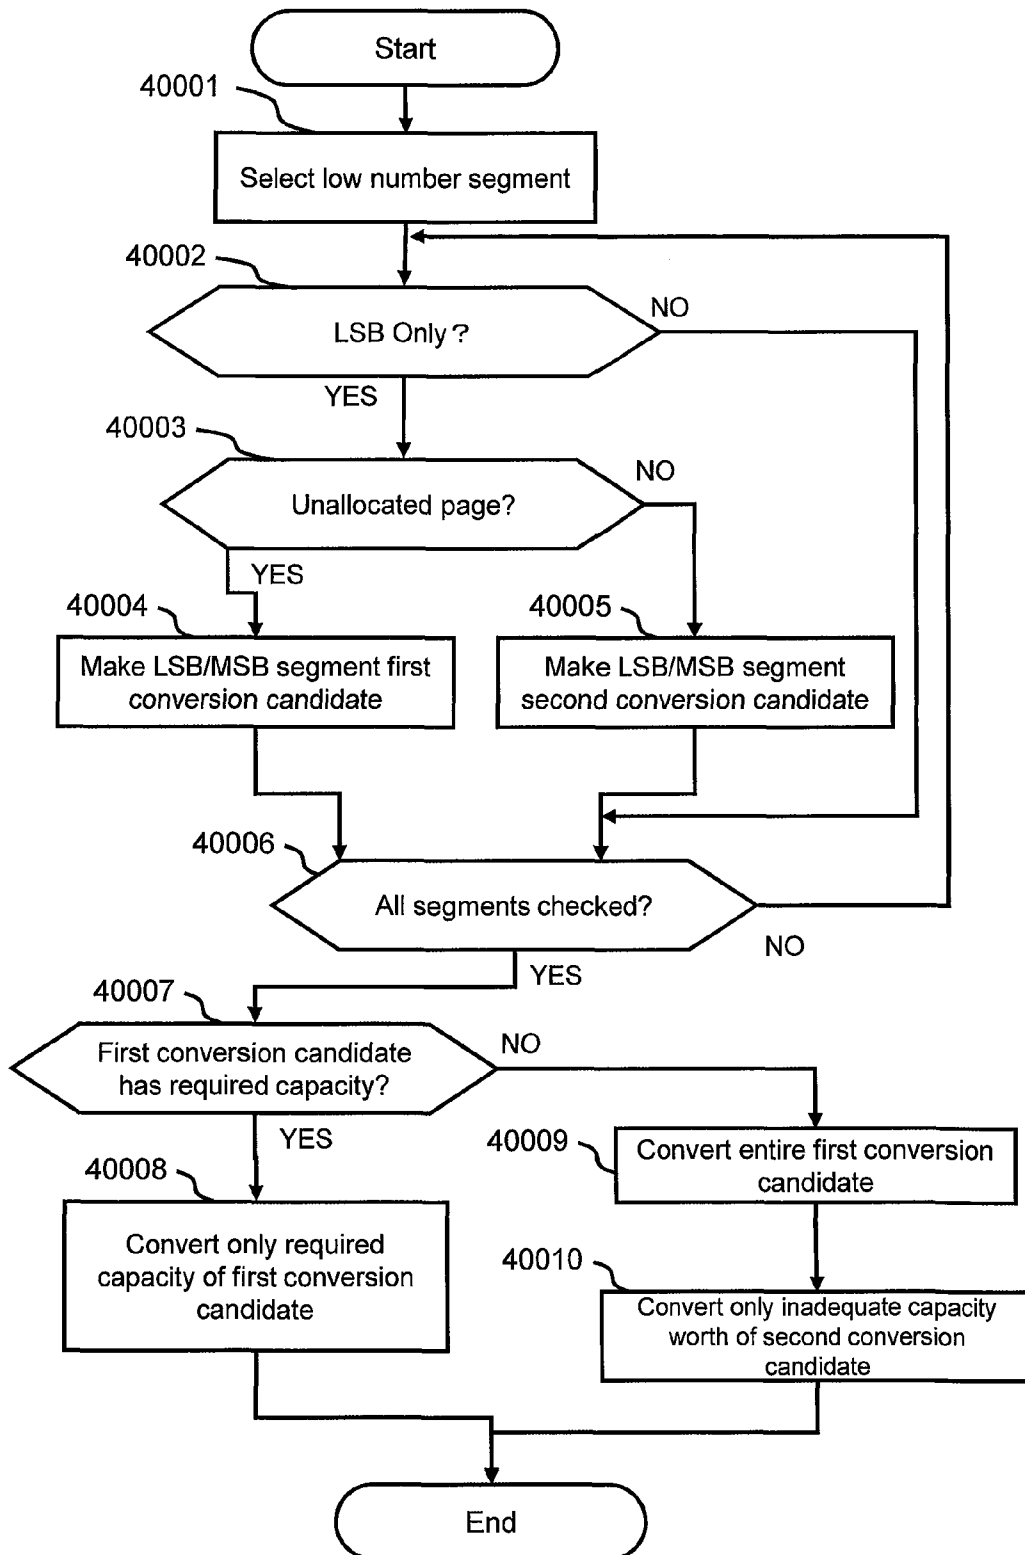 Start
40001
Select low number segment
40002
LSB Only?
NO
YES
40003
Unallocated page?
NO
YES
40004
Make LSB/MSB segment first
conversion candidate
40005
Make LSB/MSB segment
second conversion candidate
40006
All segments checked?
NO
YES
40007
First conversion candidate
has required capacity?
NO
YES
40008
Convert only required
capacity of first conversion
candidate
40009
Convert entire first conversion
candidate
40010
Convert only inadequate capacity
worth of second conversion
candidate
End